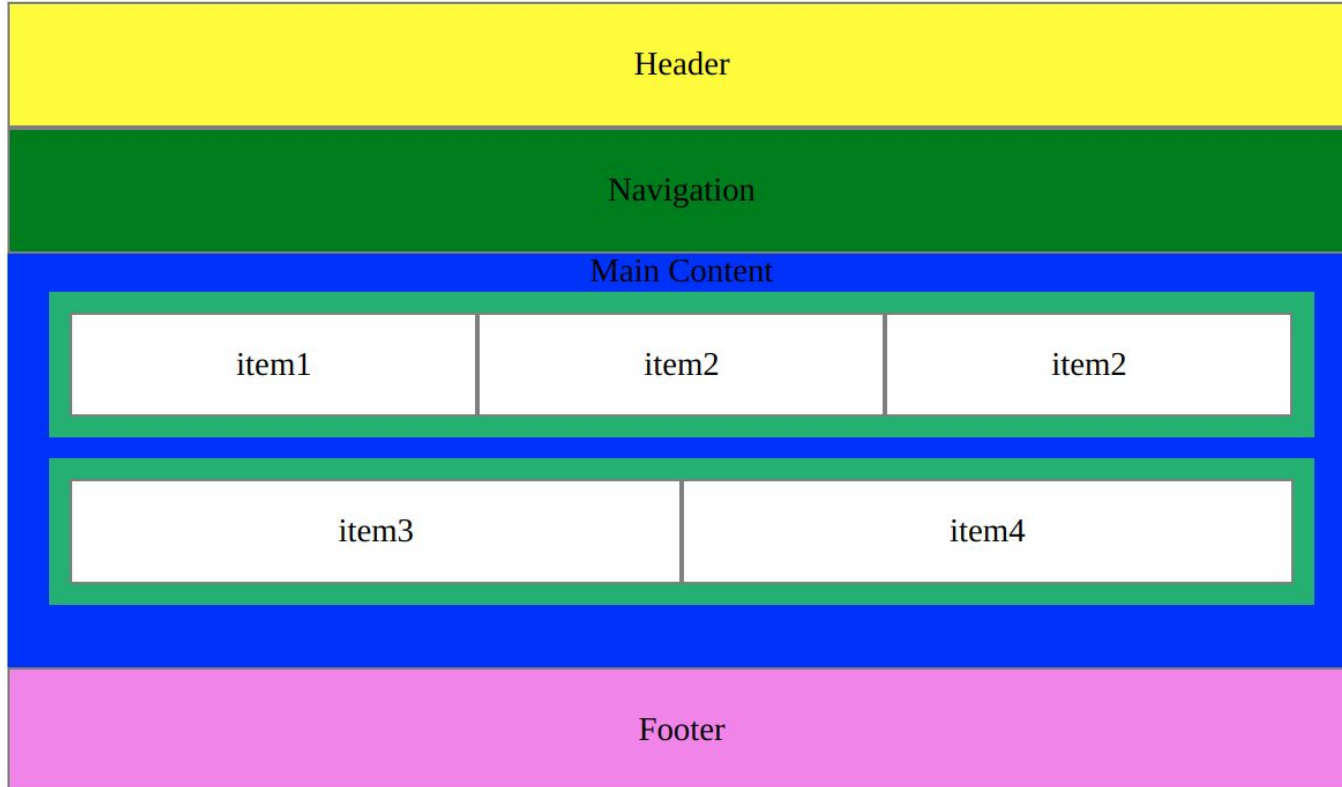 Header
Navigation
Main Content
item1 item2 item2
item3 item4
Footer